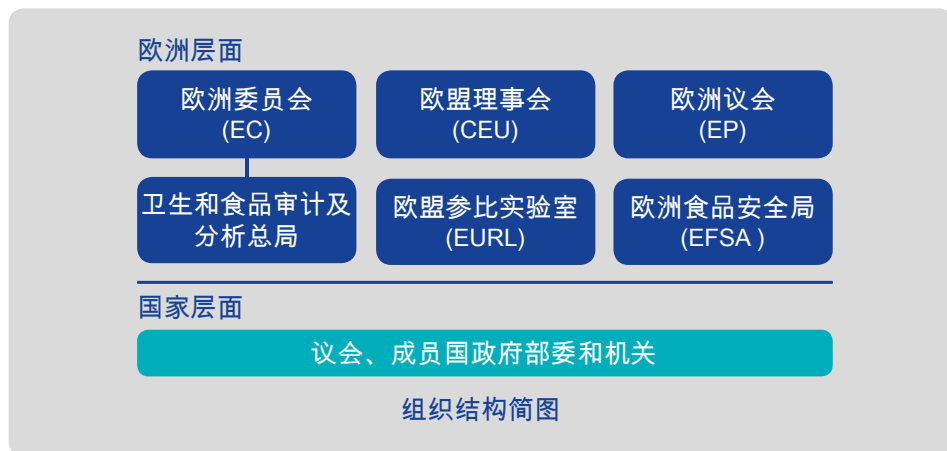 欧洲层面
欧洲委员会
(EC)
欧盟理事会
(CEU)
欧洲议会
(EP)
卫生和食品审计及
分析总局
欧盟参比实验室
(EURL)
欧洲食品安全局
(EFSA )
国家层面
议会、成员国政府部委和机关
组织结构简图